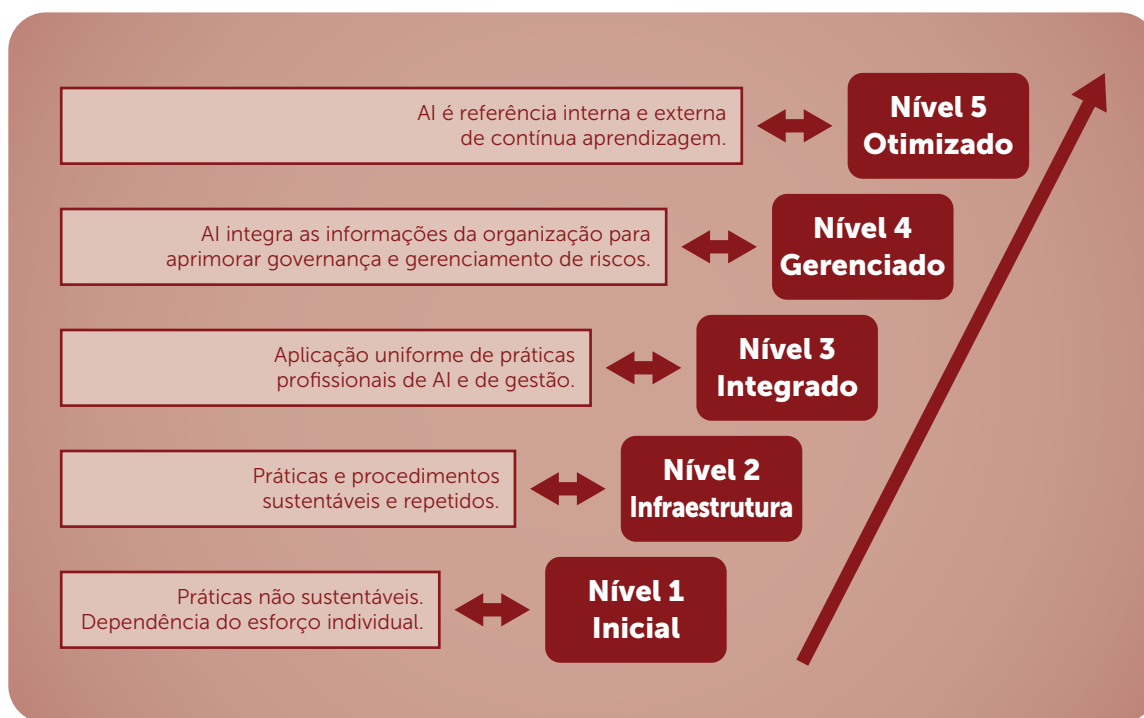 AI é referência interna e externa
de contínua aprendizagem.
Nível 5
Otimizado
AI integra as informações da organização para
aprimorar governança e gerenciamento de riscos.
Nível 4
Gerenciado
Aplicação uniforme de práticas
profissionais de AI e de gestão.
Nível 3
Integrado
Práticas e procedimentos
sustentáveis e repetidos.
Nível 2
Infraestrutura
Práticas não sustentáveis.
Dependência do esforço individual.
Nível 1
Inicial